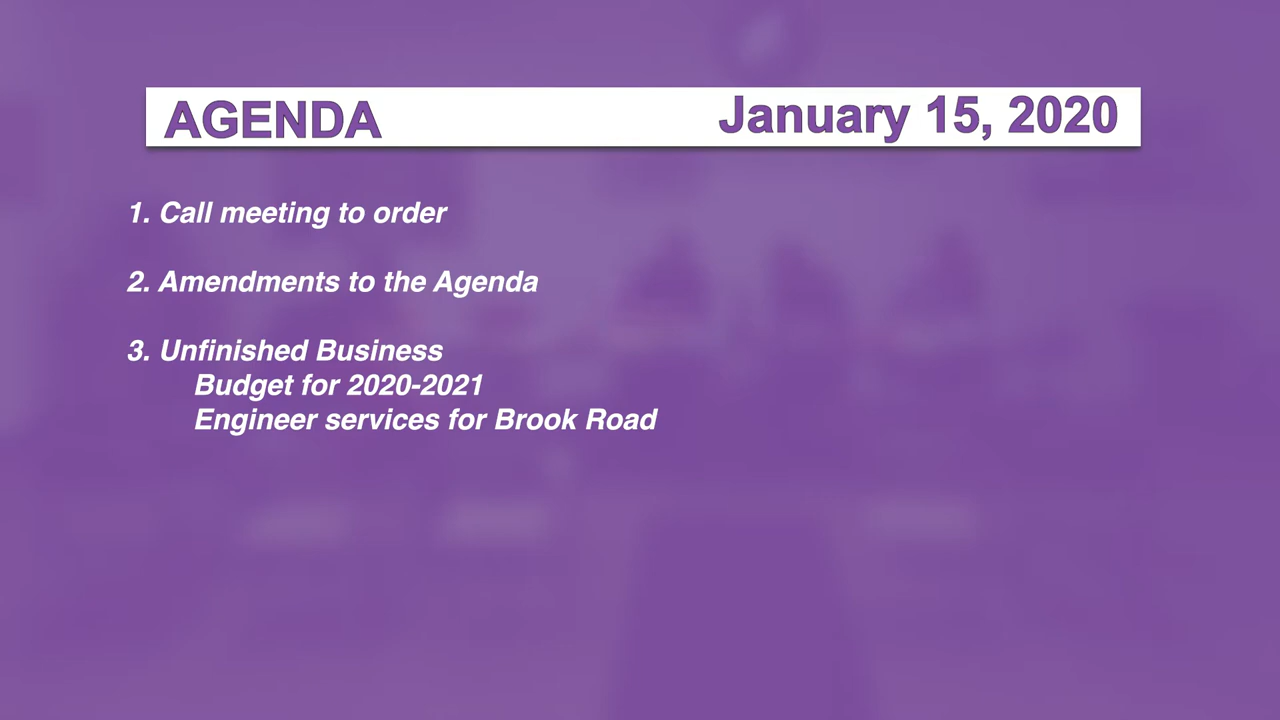 AGENDA January 15, 2020
1. Call meeting to order
2. Amendments to the Agenda
3. Unfinished Business
Budget for 2020-2021
Engineer services for Brook Road